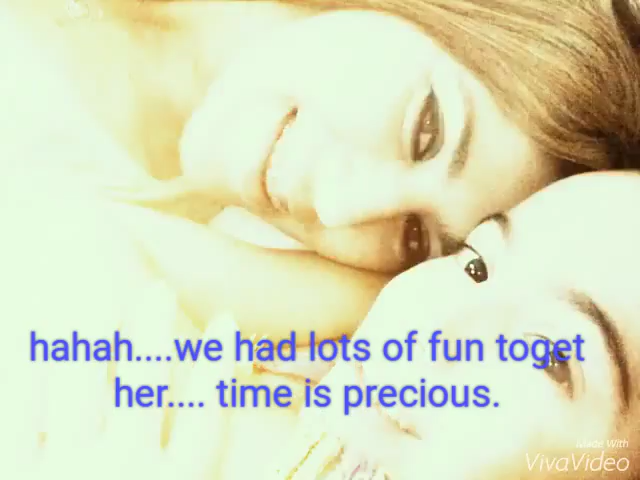 hahah....we had lots of fun toget
her.... time is precious.
Made With
VivaVideo